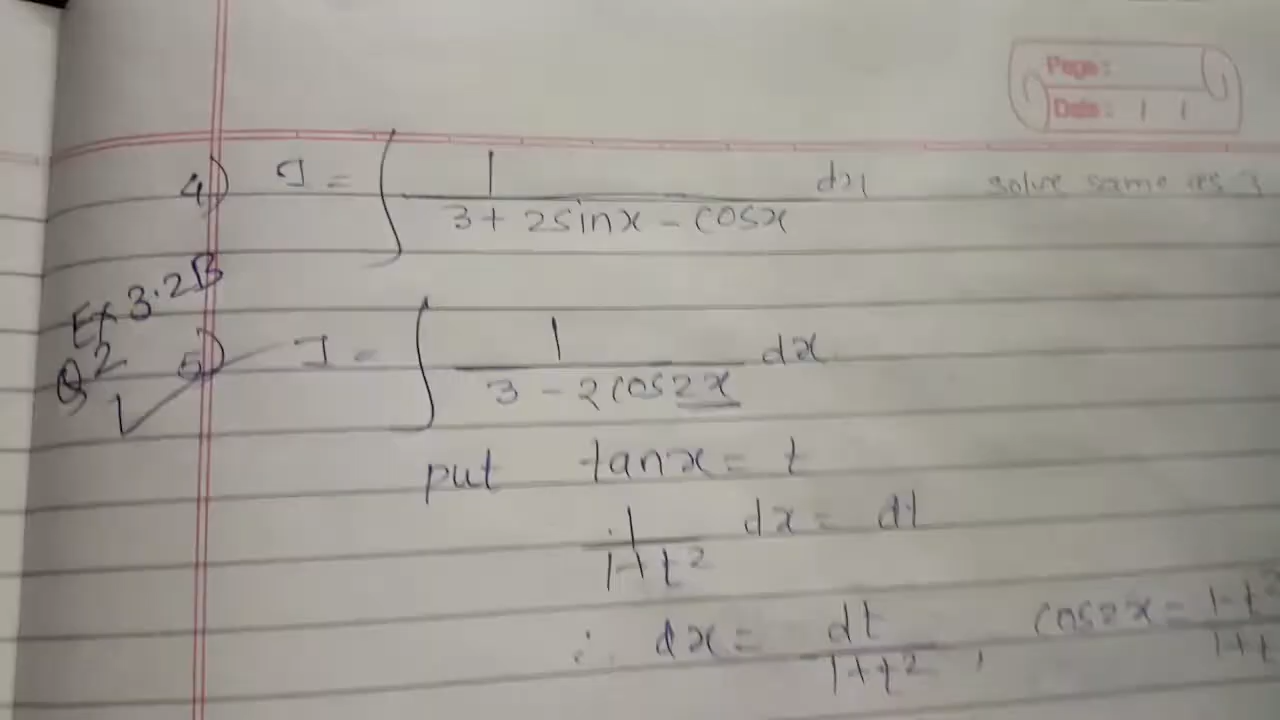 Page :
Date : / /
4) I = ∫ 1 / (3 + 2sinx - cosx) dx solve same as 3
Ex 3.2B
Q2
5) I = ∫ 1 / (3 - 2cos2x) dx
put tanx = t
1 / (1+t²) dx = dt
∴ dx = dt / (1+t²) , cos2x = (1-t²) / (1+t